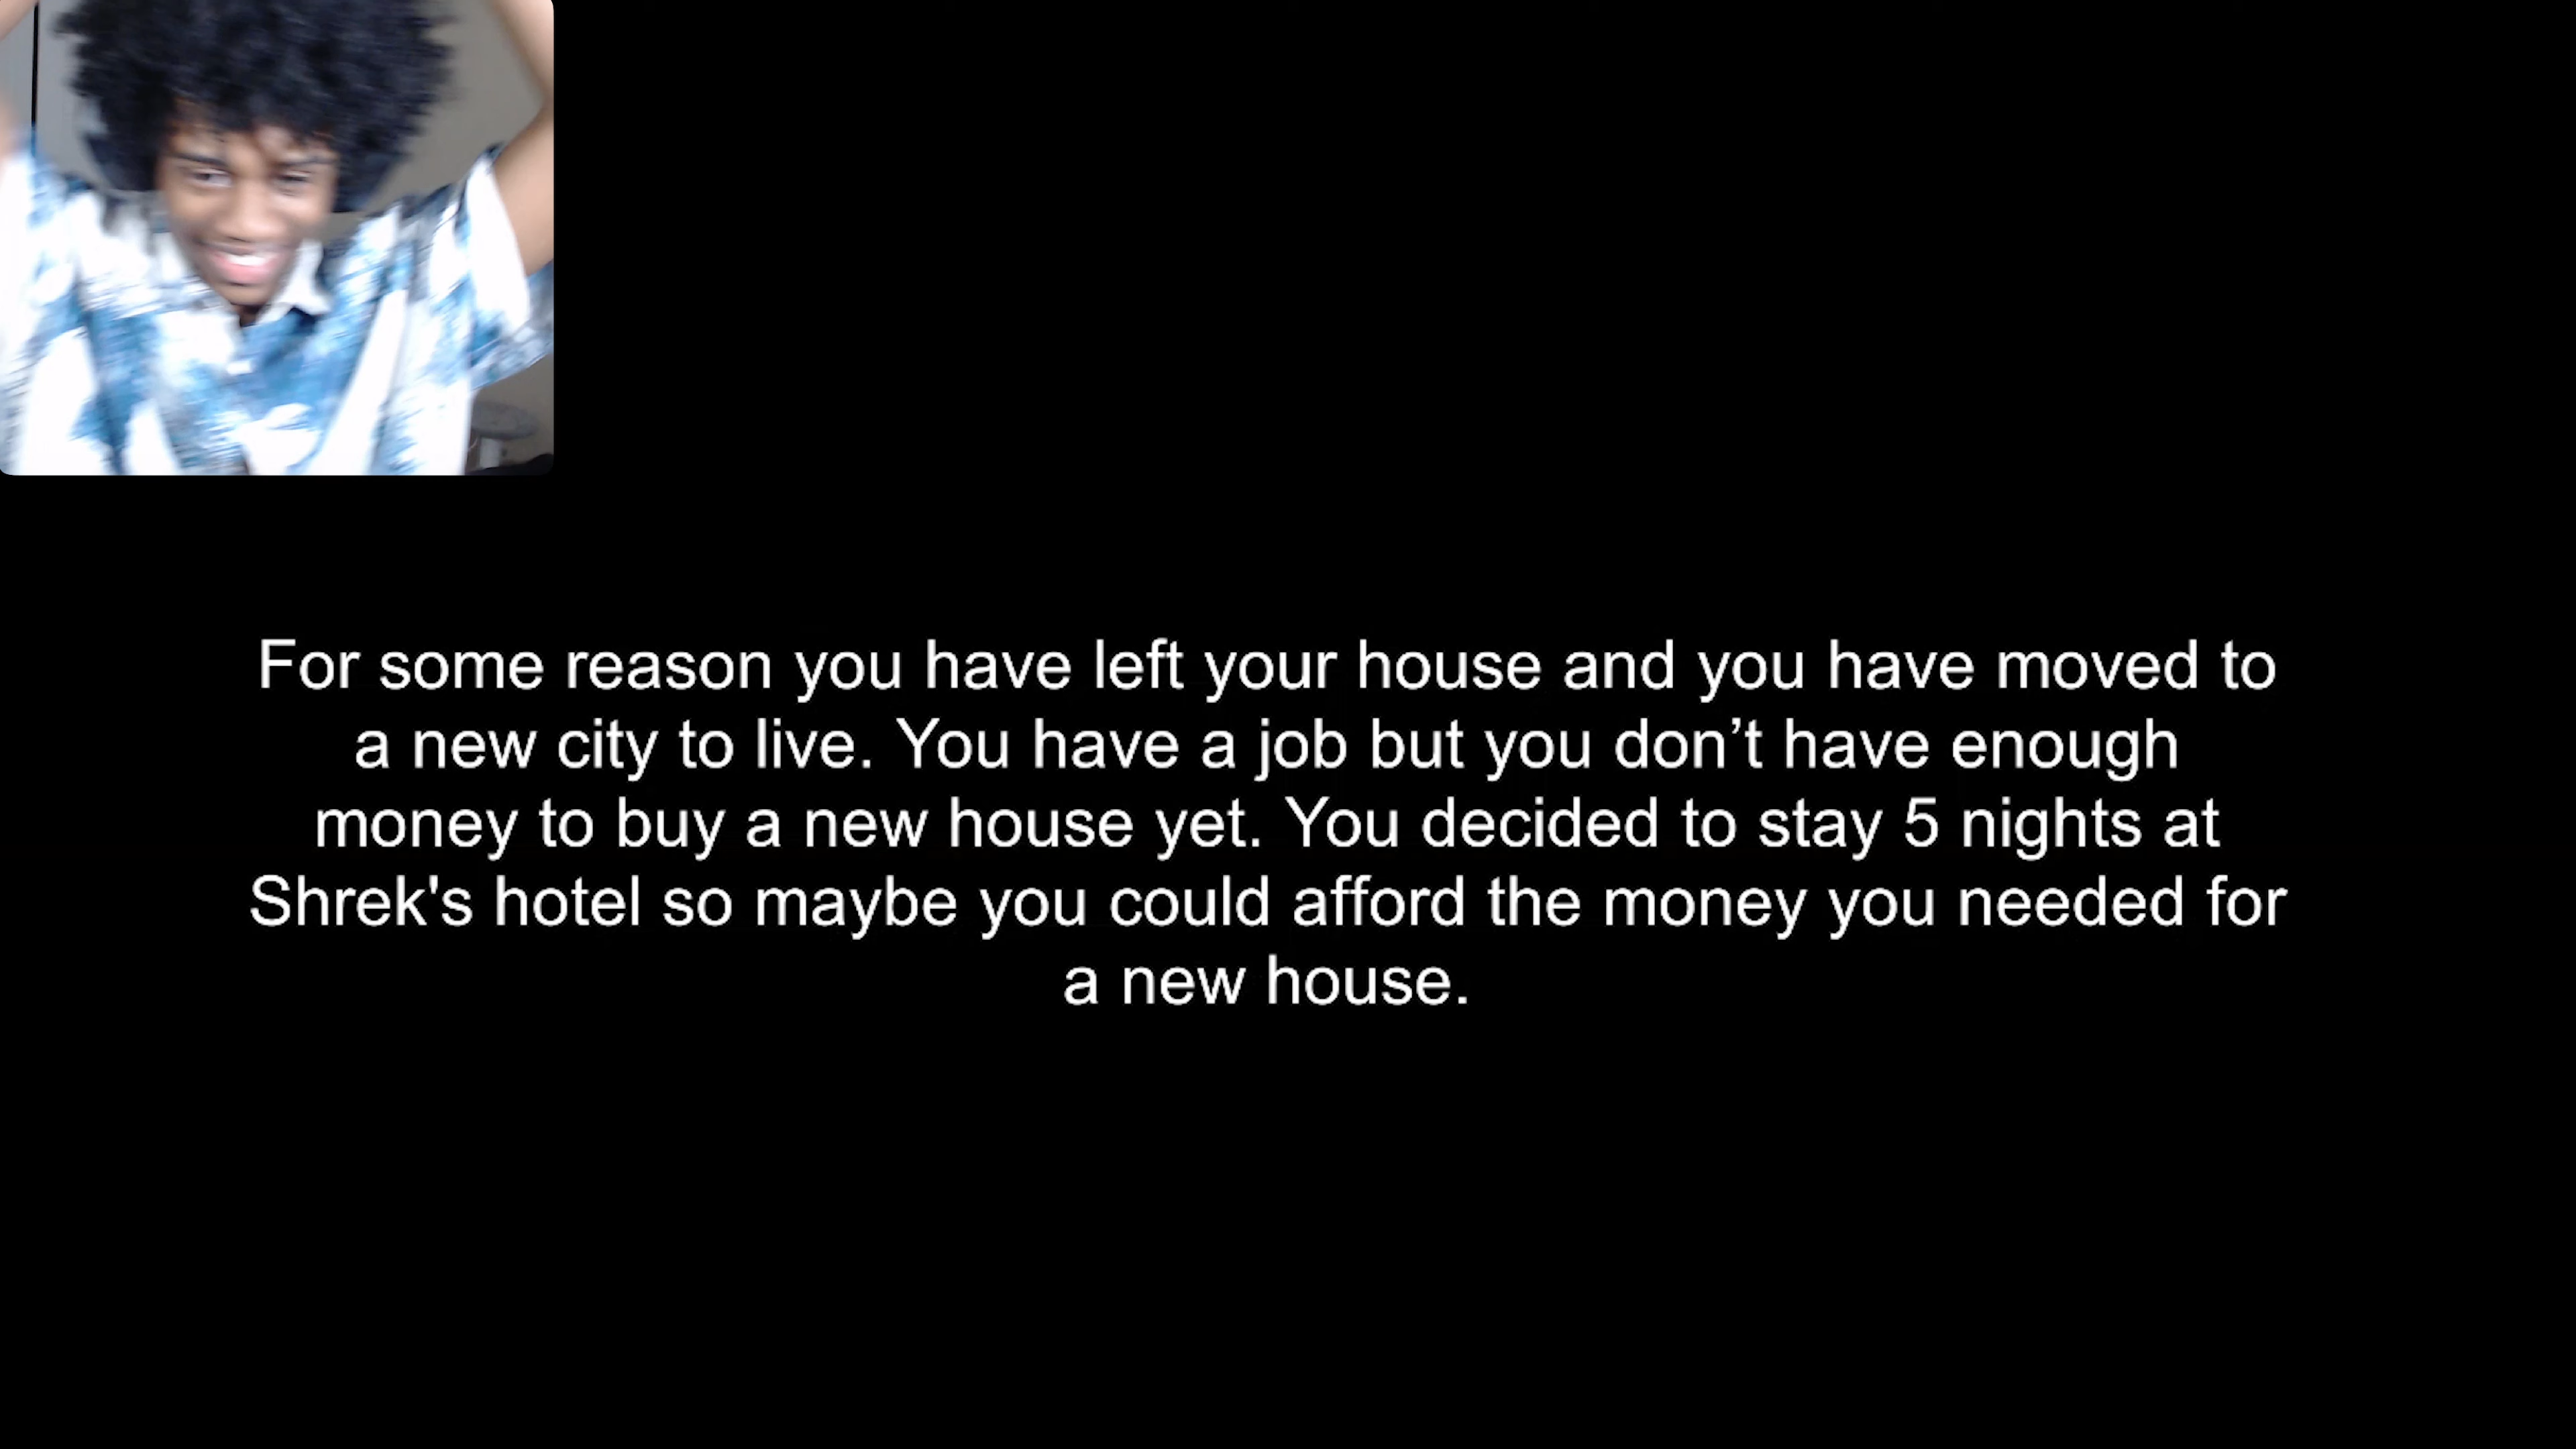 For some reason you have left your house and you have moved to
a new city to live. You have a job but you don’t have enough
money to buy a new house yet. You decided to stay 5 nights at
Shrek's hotel so maybe you could afford the money you needed for
a new house.